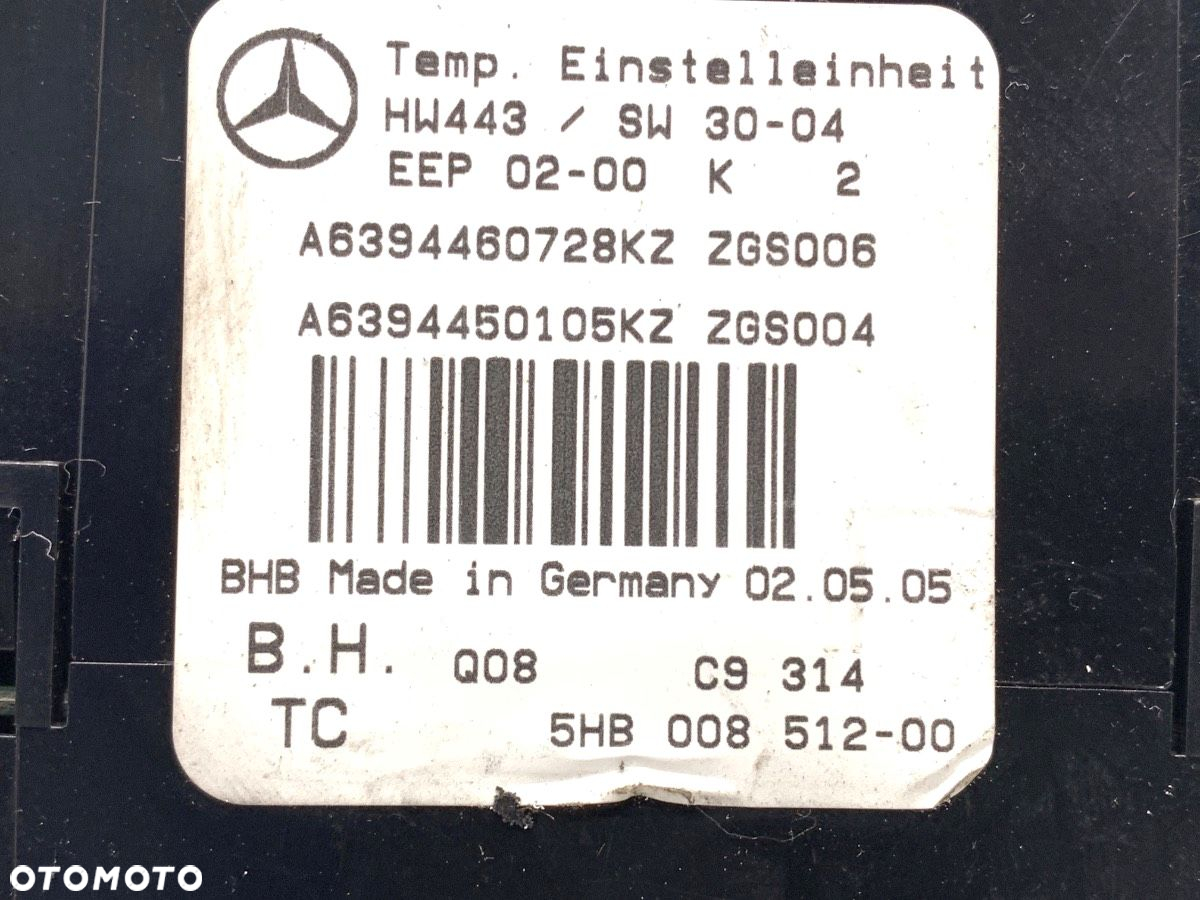 Temp. Einstelleinheit
HW443 / SW 30-04
EEP 02-00 K 2
A6394460728KZ ZGS006
A6394450105KZ ZGS004
BHB Made in Germany 02.05.05
B.H. Q08 C9 314
TC 5HB 008 512-00
OTOMOTO